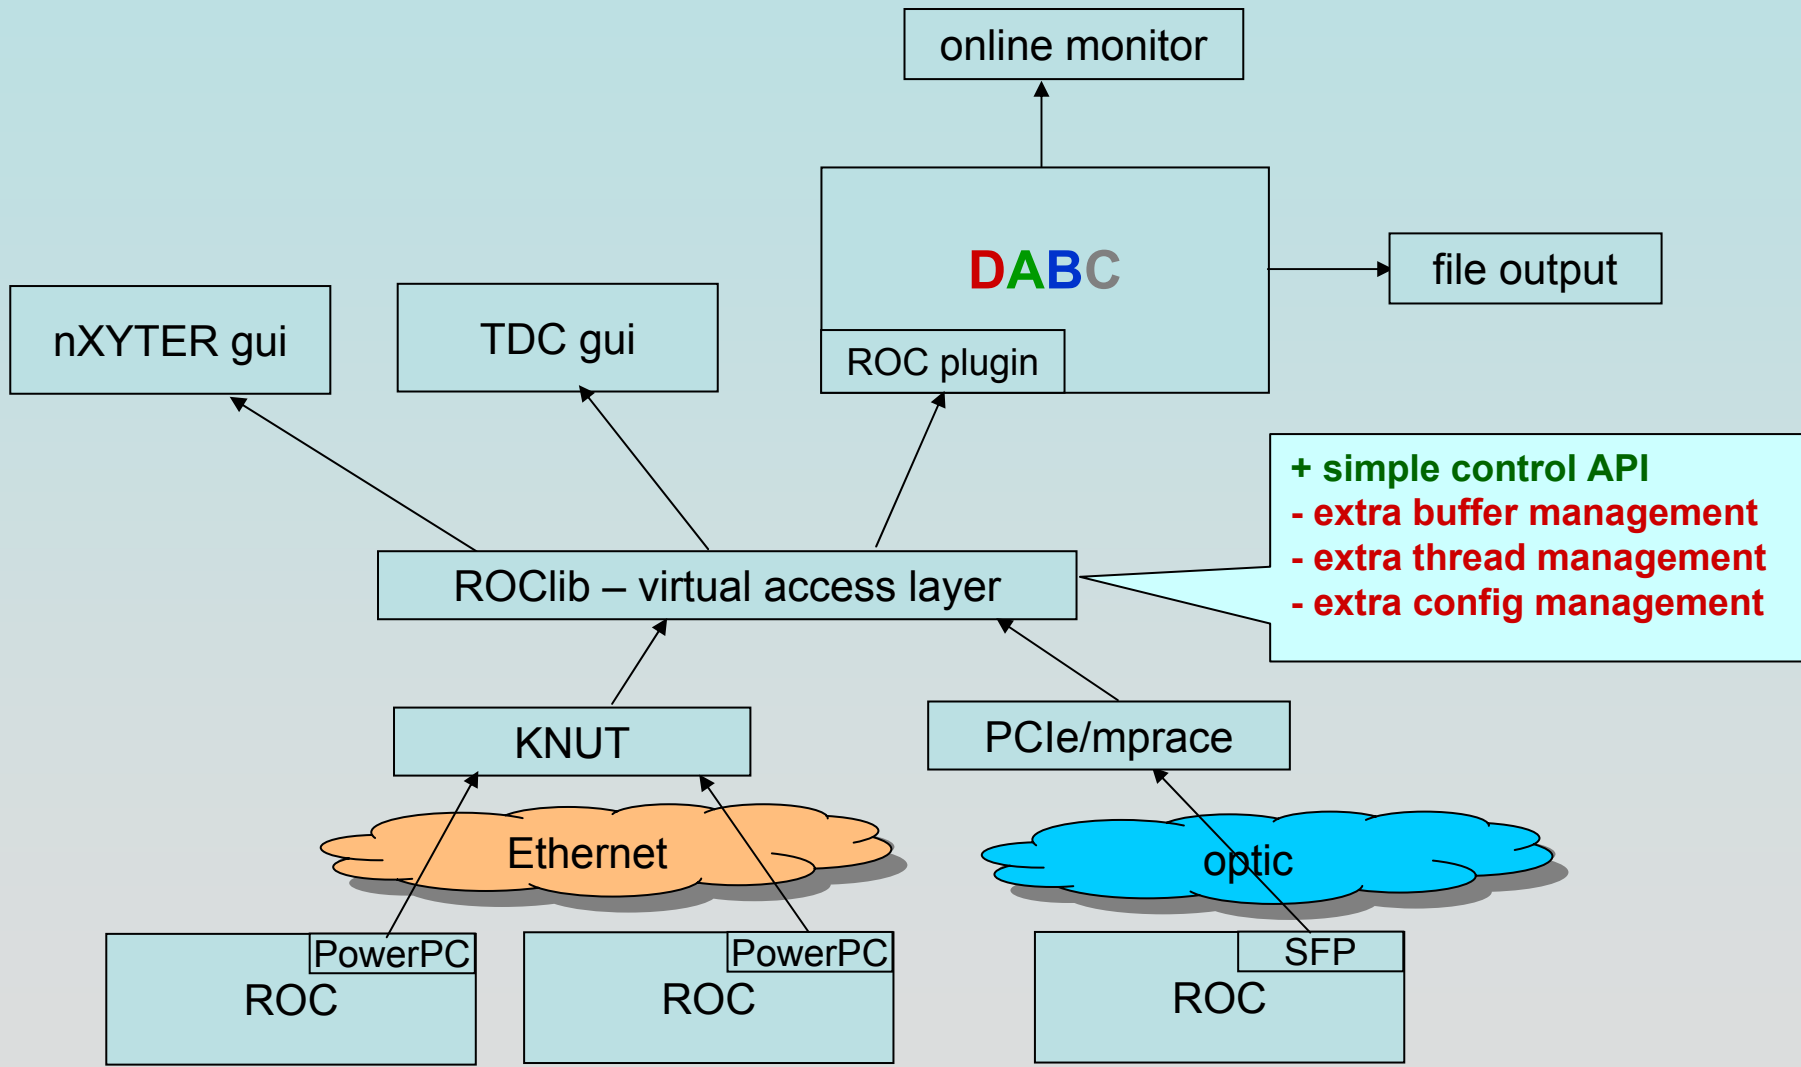 online monitor
DABC
file output
nXYTER gui
TDC gui
ROC plugin
+ simple control API
- extra buffer management
- extra thread management
- extra config management
ROClib – virtual access layer
KNUT
PCIe/mprace
Ethernet
optic
PowerPC
ROC
PowerPC
ROC
SFP
ROC